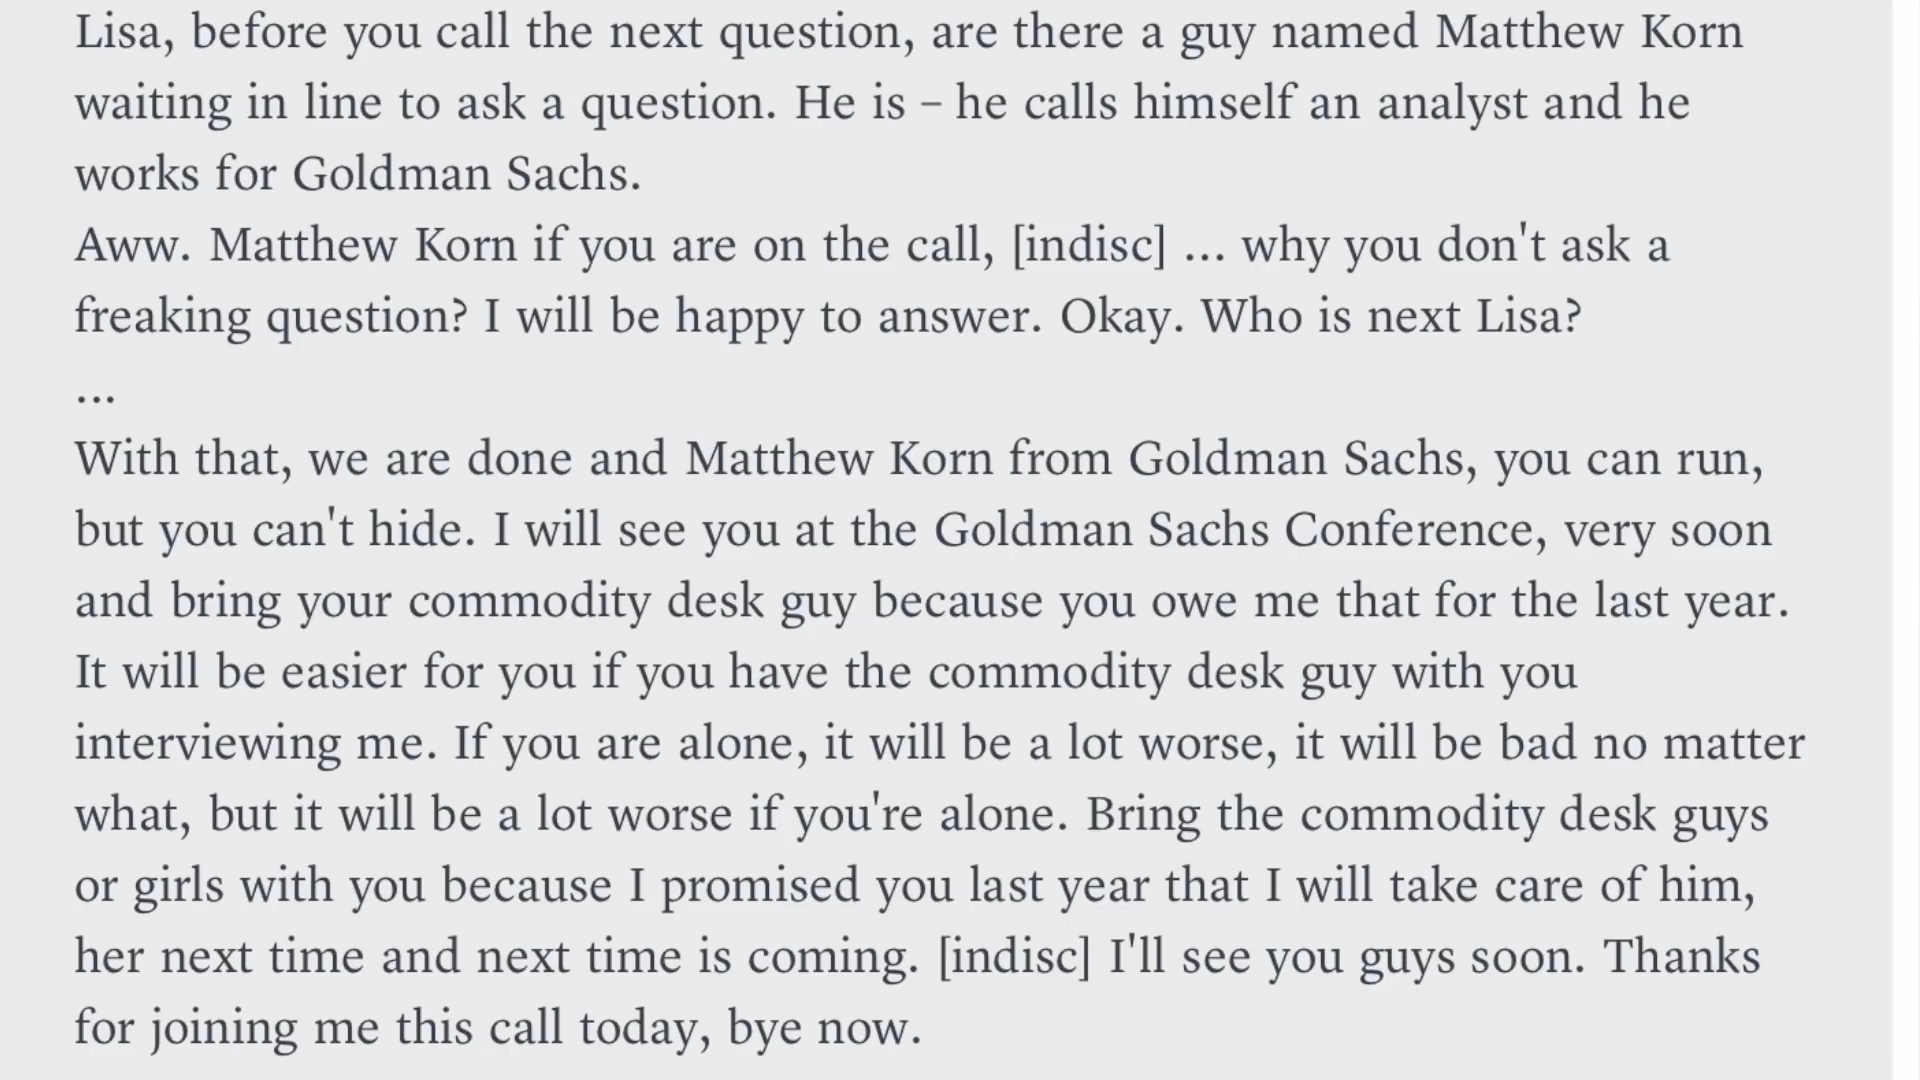 Lisa, before you call the next question, are there a guy named Matthew Korn
waiting in line to ask a question. He is – he calls himself an analyst and he
works for Goldman Sachs.
Aww. Matthew Korn if you are on the call, [indisc] ... why you don't ask a
freaking question? I will be happy to answer. Okay. Who is next Lisa?
...
With that, we are done and Matthew Korn from Goldman Sachs, you can run,
but you can't hide. I will see you at the Goldman Sachs Conference, very soon
and bring your commodity desk guy because you owe me that for the last year.
It will be easier for you if you have the commodity desk guy with you
interviewing me. If you are alone, it will be a lot worse, it will be bad no matter
what, but it will be a lot worse if you're alone. Bring the commodity desk guys
or girls with you because I promised you last year that I will take care of him,
her next time and next time is coming. [indisc] I'll see you guys soon. Thanks
for joining me this call today, bye now.